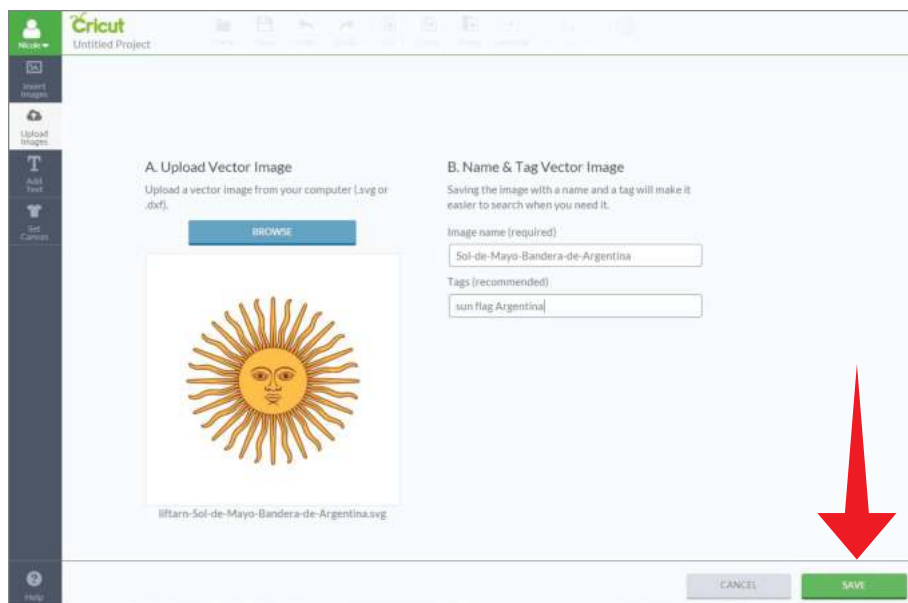 Cricut
Nicole
Untitled Project
Insert
Images
Upload
Images
Add
Text
Set
Canvas
A. Upload Vector Image
Upload a vector image from your computer (.svg or
.dxf).
BROWSE
liftarn-Sol-de-Mayo-Bandera-de-Argentina.svg
B. Name & Tag Vector Image
Saving the image with a name and a tag will make it
easier to search when you need it.
Image name (required)
Sol-de-Mayo-Bandera-de-Argentina
Tags (recommended)
sun flag Argentina
Help
CANCEL
SAVE